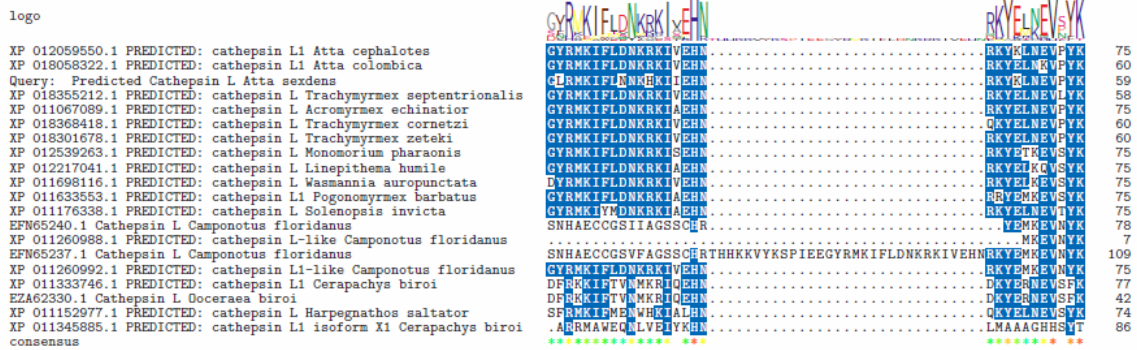 logo
XP 012059550.1 PREDICTED: cathepsin L1 Atta cephalotes GYRMKIFLDNKRKIVEHN...............................RKYKLNEVPYK 75
XP 018058322.1 PREDICTED: cathepsin L1 Atta colombica GYRMKIFLDNKRKIVEHN...............................RKYELNKVPYK 60
Query: Predicted Cathepsin L Atta sexdens GLRMKIFLNNKHKIIEHN...............................RKYKLNEVPYK 59
XP 018355212.1 PREDICTED: cathepsin L Trachymyrmex septentrionalis GYRMKIFLDNKRKIVEHN...............................RKYELNEVLYK 58
XP 011067089.1 PREDICTED: cathepsin L Acromyrmex echinatior GYRMKIFLDNKRKIAEHN...............................RKYELNEVPYK 75
XP 018368418.1 PREDICTED: cathepsin L Trachymyrmex cornetzi GYRMKIFLDNKRKIVEHN...............................QKYELNEVPYK 60
XP 018301678.1 PREDICTED: cathepsin L Trachymyrmex zeteki GYRMKIFLDNKRKIVEHN...............................RKYELNEVPYK 60
XP 012539263.1 PREDICTED: cathepsin L Monomorium pharaonis GYRMKIFLDNKRKISEHN...............................RKYETKEVSYK 75
XP 012217041.1 PREDICTED: cathepsin L Linepithema humile GYRMKIFLDNKRKIAEHN...............................RKYELKQVSYK 75
XP 011698116.1 PREDICTED: cathepsin L Wasmannia auropunctata DYRMKIFLDNKRKIVEHN...............................RKYELKEVSYK 75
XP 011633553.1 PREDICTED: cathepsin L1 Pogonomyrmex barbatus GYRMKIFLDNKRKIAEHN...............................RRYEMKEVSYK 75
XP 011176338.1 PREDICTED: cathepsin L Solenopsis invicta GYRMKIYMDNKRKIAEHN...............................RKYELNEVTYK 75
EFN65240.1 Cathepsin L Camponotus floridanus SNHAECCGSIIAGSSCHR.................................YEMKEVNYK 78
XP 011260988.1 PREDICTED: cathepsin L-like Camponotus floridanus .....................................................MKEVNYK 7
EFN65237.1 Cathepsin L Camponotus floridanus SNHAECCGSVFAGSSCHRTHHKKVYKSPIEEGYRMKIFLDNKRKIVEHNRKYEMKEVNYK 109
XP 011260992.1 PREDICTED: cathepsin L1-like Camponotus floridanus GYRMKIFLDNKRKIVEHN...............................RKYEMKEVNYK 75
XP 011333746.1 PREDICTED: cathepsin L1 Cerapachys biroi DFRKKIFTVNMKRIQEHN...............................DKYERNEVSFK 77
EZA62330.1 Cathepsin L Ooceraea biroi DFRKKIFTVNMKRIQEHN...............................DKYERNEVSFK 42
XP 011152977.1 PREDICTED: cathepsin L Harpegnathos saltator SFRMKIFMENWHKIALHN...............................RKYEMKEVSYK 74
XP 011345885.1 PREDICTED: cathepsin L1 isoform X1 Cerapachys biroi .ARRMAWEQNLVEIYKHN...............................LMAAAGHHSYT 86
consensus ****************** ***********